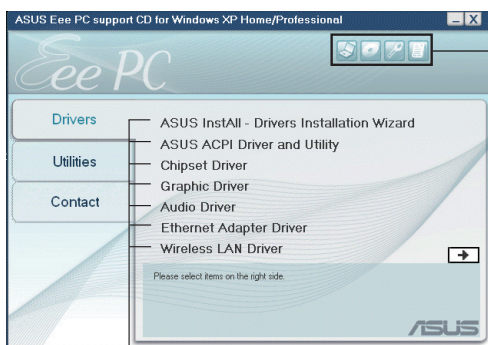 ASUS Eee PC support CD for Windows XP Home/Professional
Eee PC
Drivers
Utilities
Contact
ASUS InstAll - Drivers Installation Wizard
ASUS ACPI Driver and Utility
Chipset Driver
Graphic Driver
Audio Driver
Ethernet Adapter Driver
Wireless LAN Driver
Please select items on the right side.
ASUS